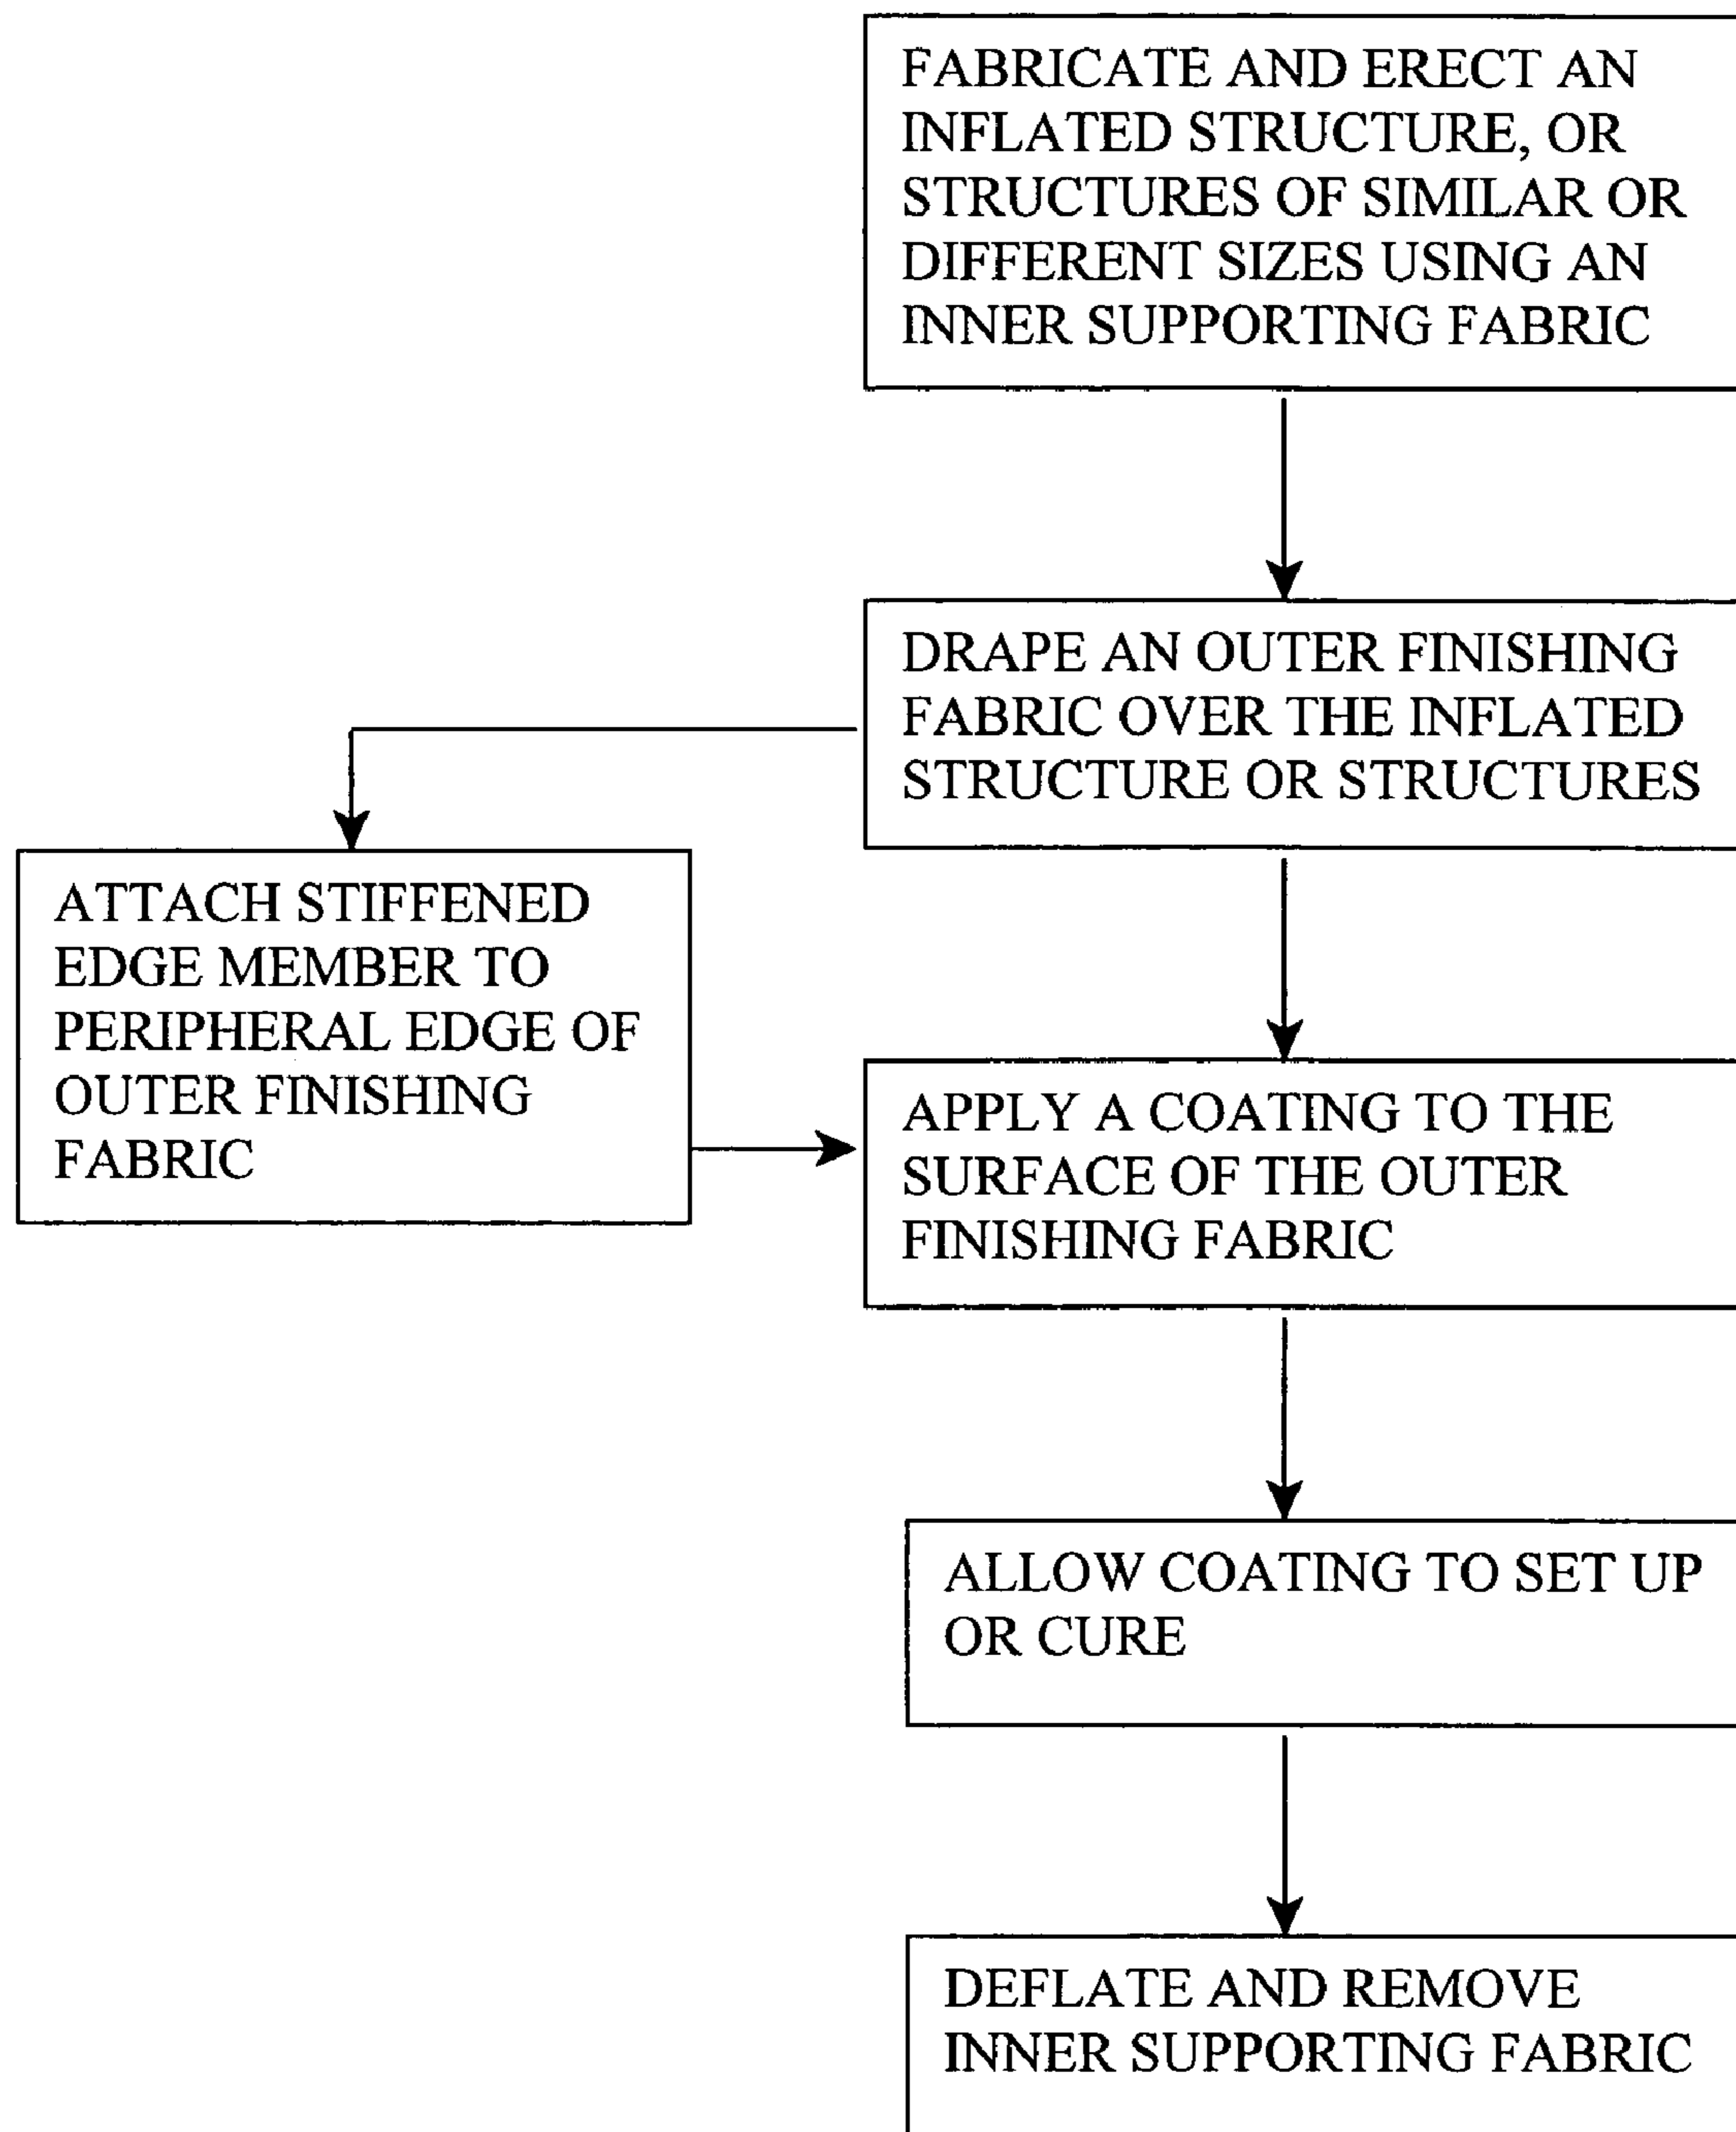 FABRICATE AND ERECT AN
INFLATED STRUCTURE, OR
STRUCTURES OF SIMILAR OR
DIFFERENT SIZES USING AN
INNER SUPPORTING FABRIC
DRAPE AN OUTER FINISHING
FABRIC OVER THE INFLATED
STRUCTURE OR STRUCTURES
ATTACH STIFFENED
EDGE MEMBER TO
PERIPHERAL EDGE OF
OUTER FINISHING
FABRIC
APPLY A COATING TO THE
SURFACE OF THE OUTER
FINISHING FABRIC
ALLOW COATING TO SET UP
OR CURE
DEFLATE AND REMOVE
INNER SUPPORTING FABRIC